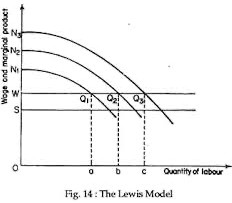 Wage and marginal product
N3
N2
N1
W
S
O
Q1
Q2
Q3
a
b
c
Quantity of labour
Fig. 14 : The Lewis Model